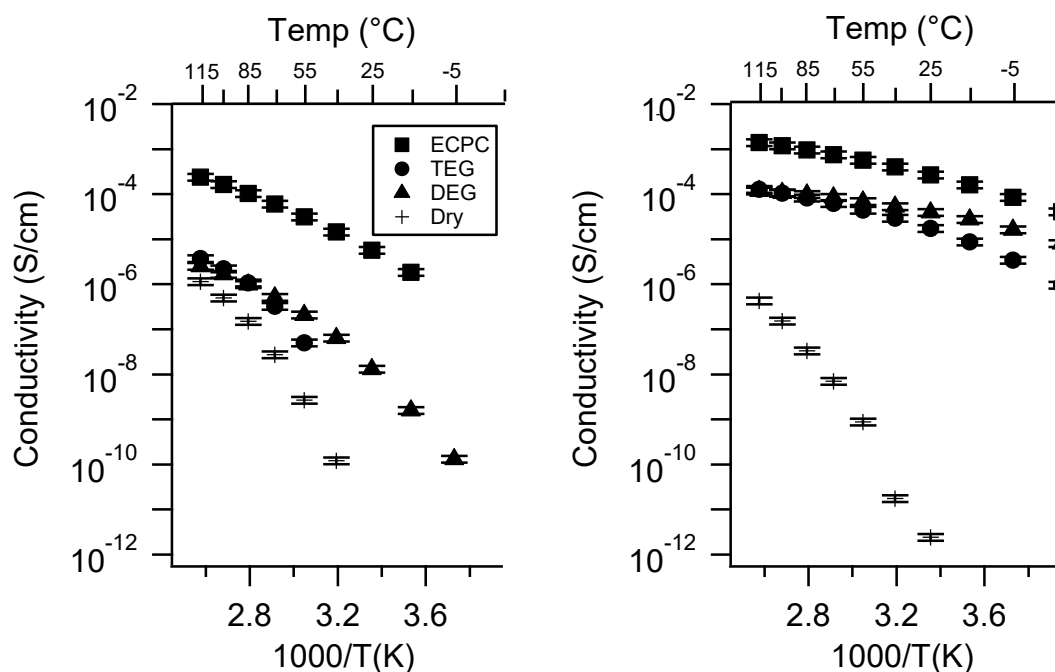 Temp (°C)
115 85 55 25 -5
10-2
10-4
10-6
10-8
10-10
10-12
Conductivity (S/cm)
ECPC
TEG
DEG
Dry
2.8 3.2 3.6
1000/T(K)
Temp (°C)
115 85 55 25 -5
10-2
10-4
10-6
10-8
10-10
10-12
Conductivity (S/cm)
2.8 3.2 3.6
1000/T(K)